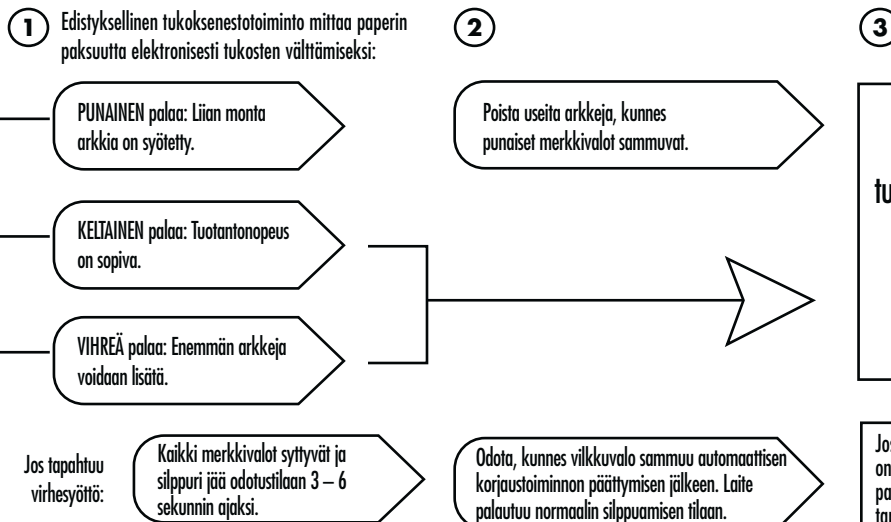 1
Edistyksellinen tukoksenestotoiminto mittaa paperin
paksuutta elektronisesti tukosten välttämiseksi:
2
3
PUNAINEN palaa: Liian monta
arkkia on syötetty.
Poista useita arkkeja, kunnes
punaiset merkkivalot sammuvat.
KELTAINEN palaa: Tuotantonopeus
on sopiva.
VIHREÄ palaa: Enemmän arkkeja
voidaan lisätä.
Jos tapahtuu
virhesyöttö:
Kaikki merkkivalot syttyvät ja
silppuri jää odotustilaan 3 – 6
sekunnin ajaksi.
Odota, kunnes vilkkuvalo sammuu automaattisen
korjaustoiminnon päättymisen jälkeen. Laite
palautuu normaalin silppuamisen tilaan.
Jos
on